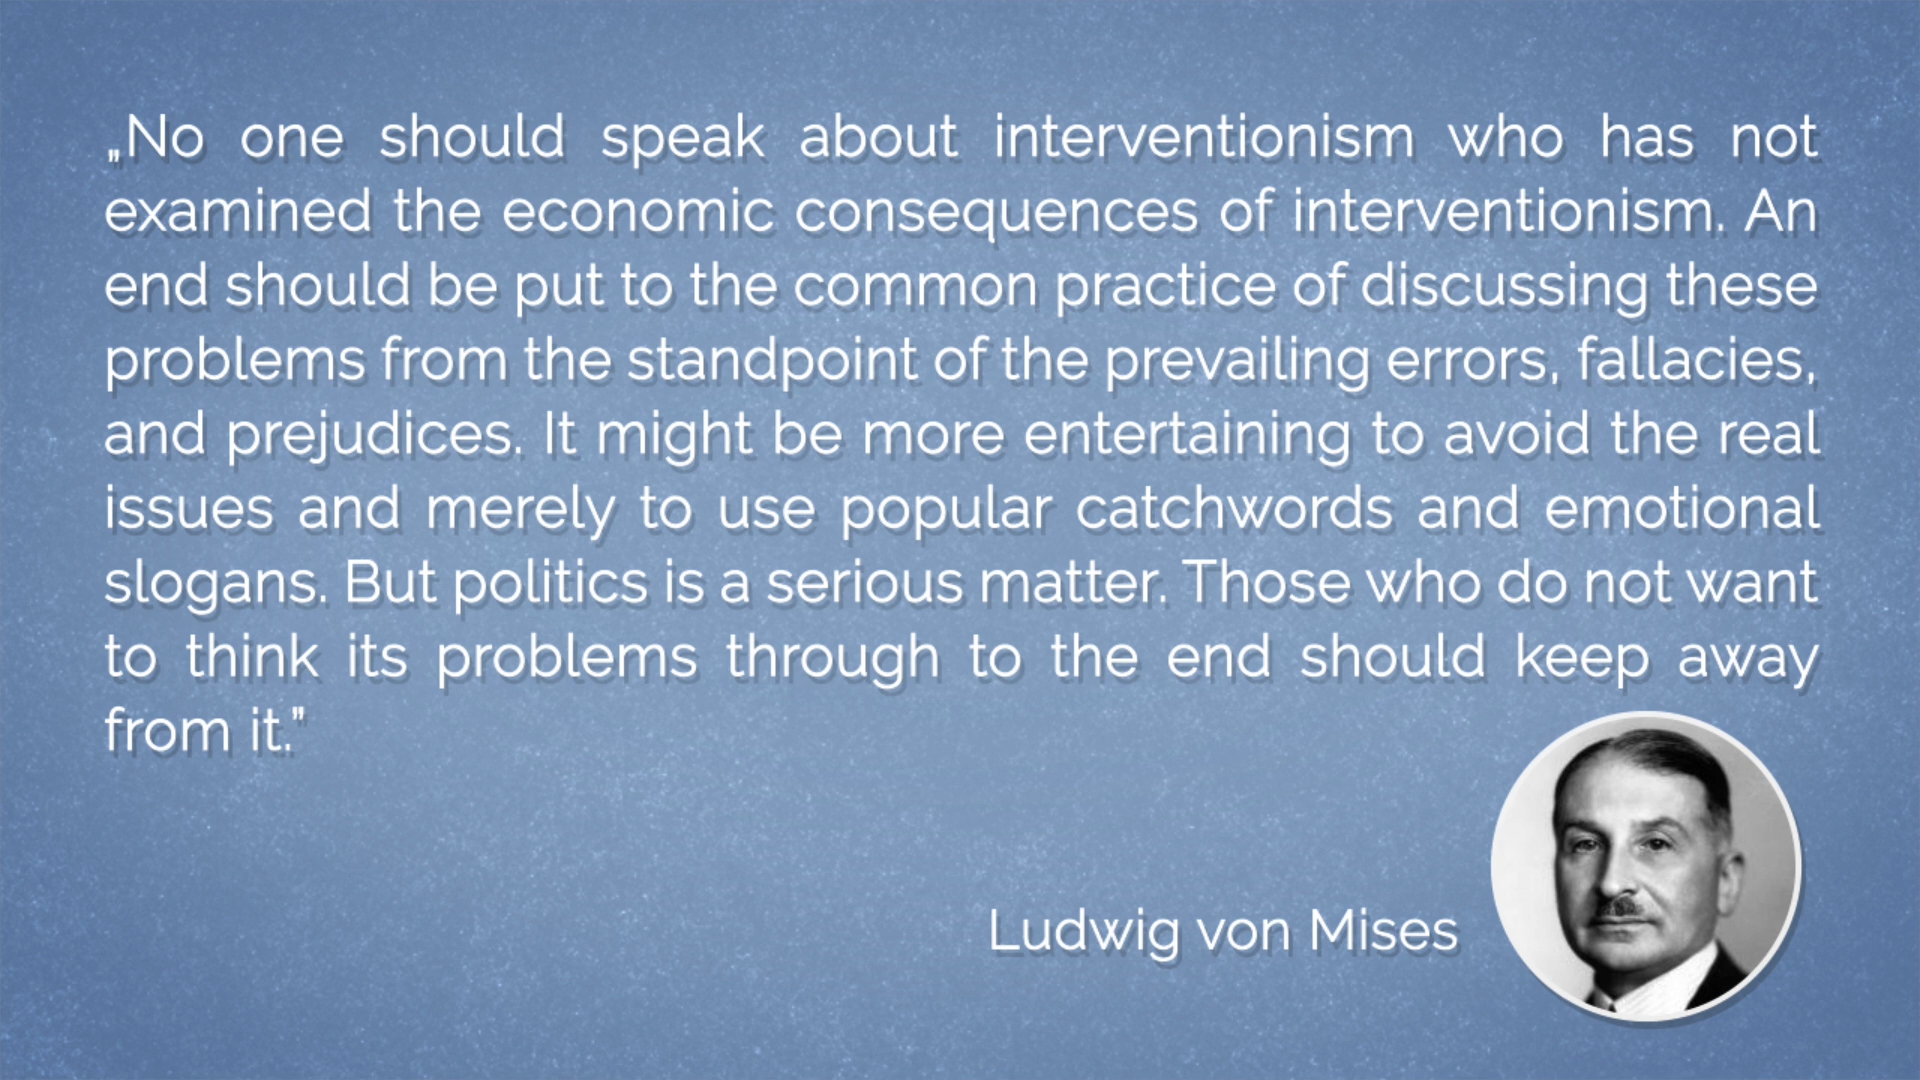 „No one should speak about interventionism who has not
examined the economic consequences of interventionism. An
end should be put to the common practice of discussing these
problems from the standpoint of the prevailing errors, fallacies,
and prejudices. It might be more entertaining to avoid the real
issues and merely to use popular catchwords and emotional
slogans. But politics is a serious matter. Those who do not want
to think its problems through to the end should keep away
from it.”
Ludwig von Mises